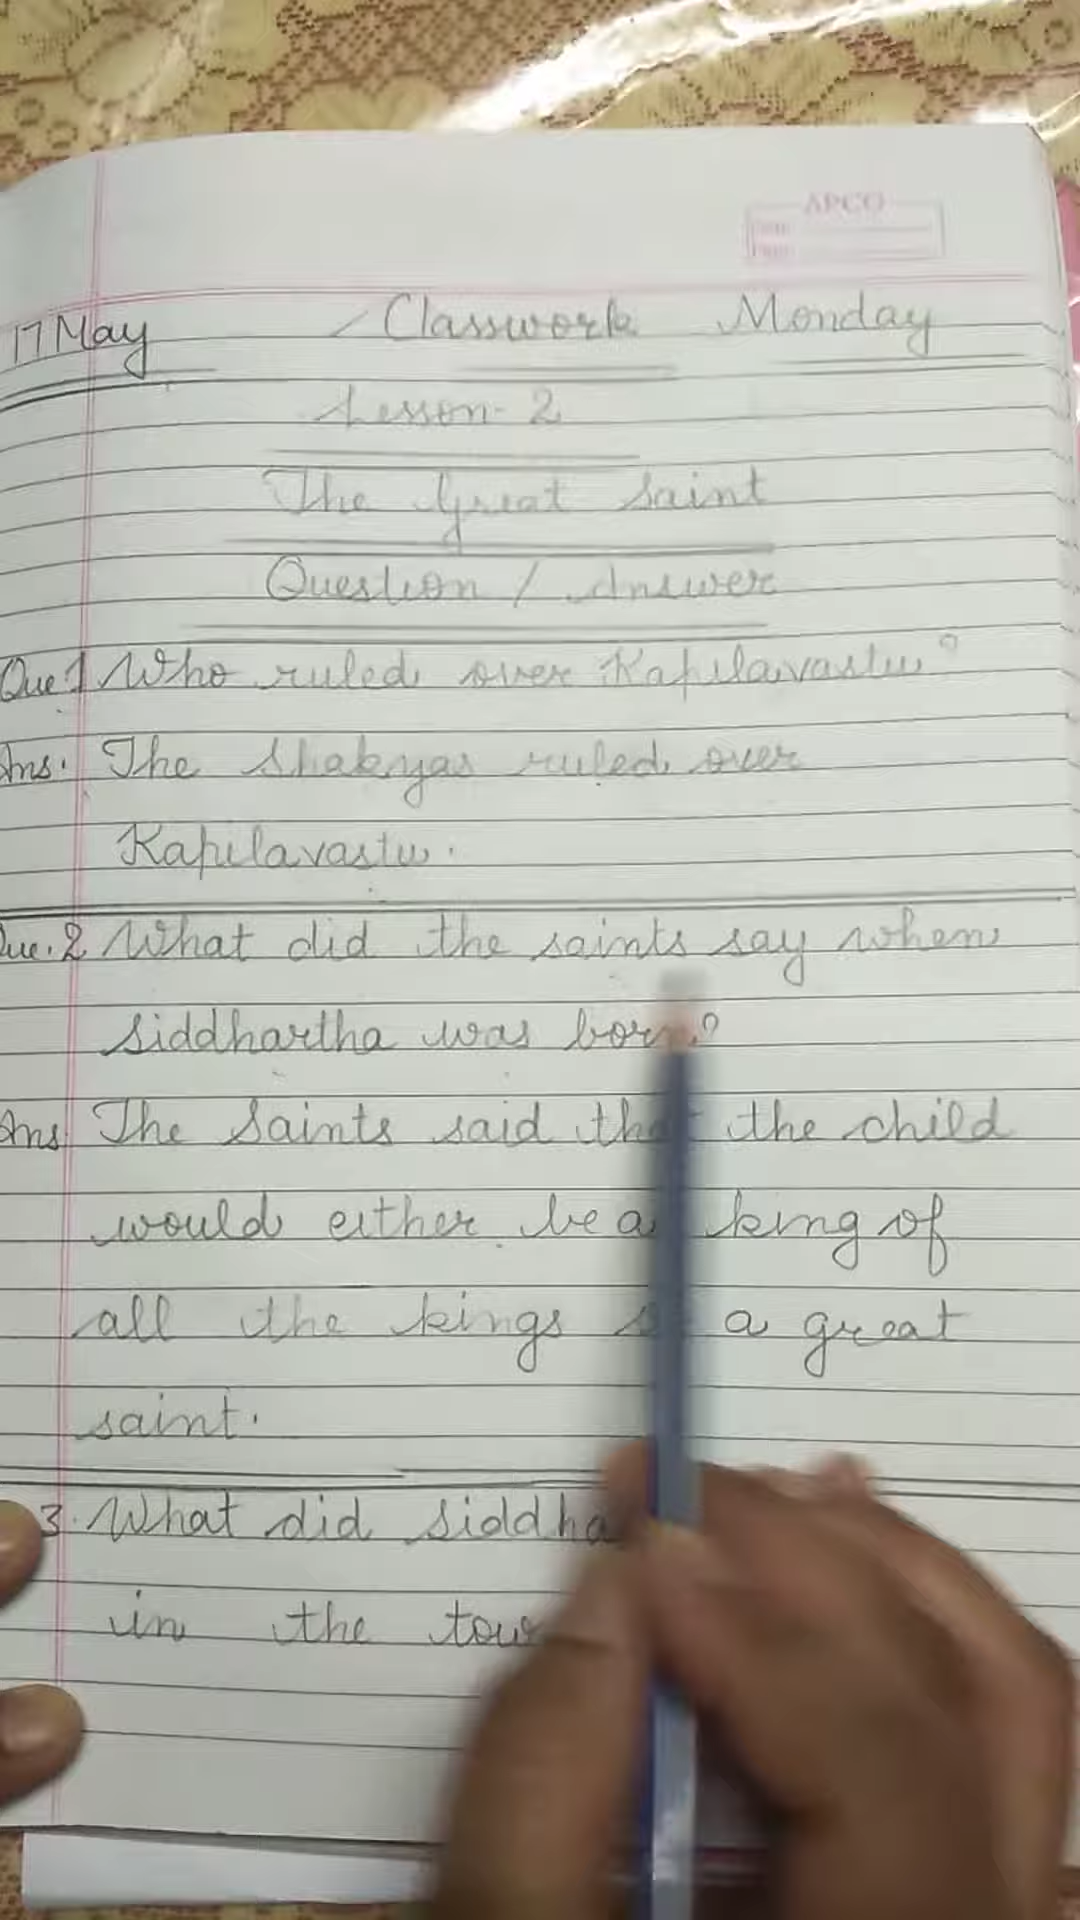 APCO
17 May Classwork Monday
Lesson-2
The Great Saint
Question / Answer
Que 1 Who ruled over Kapilavastu?
Ans. The Shakyas ruled over
Kapilavastu.
Que. 2 What did the saints say when
Siddhartha was born?
Ans The Saints said that the child
would either be a king of
all the kings a great
saint.
3. What did
in the